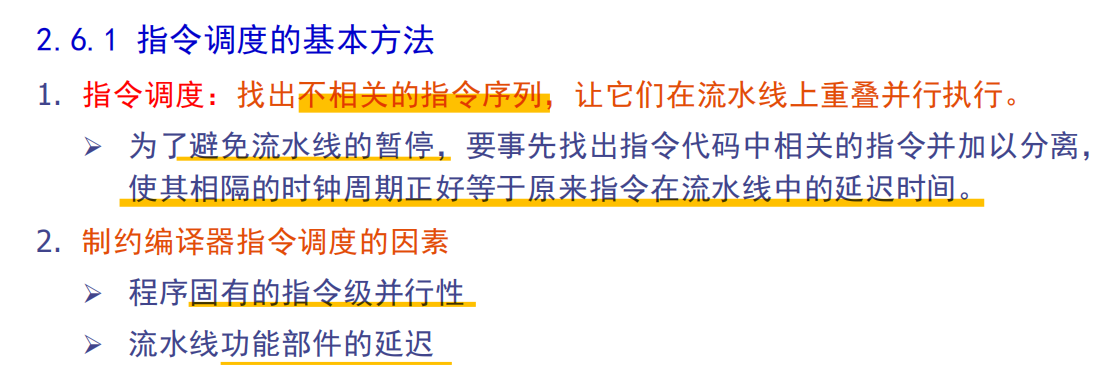 2.6.1 指令调度的基本方法
1. 指令调度：找出不相关的指令序列，让它们在流水线上重叠并行执行。
➢ 为了避免流水线的暂停，要事先找出指令代码中相关的指令并加以分离，
使其相隔的时钟周期正好等于原来指令在流水线中的延迟时间。
2. 制约编译器指令调度的因素
➢ 程序固有的指令级并行性
➢ 流水线功能部件的延迟